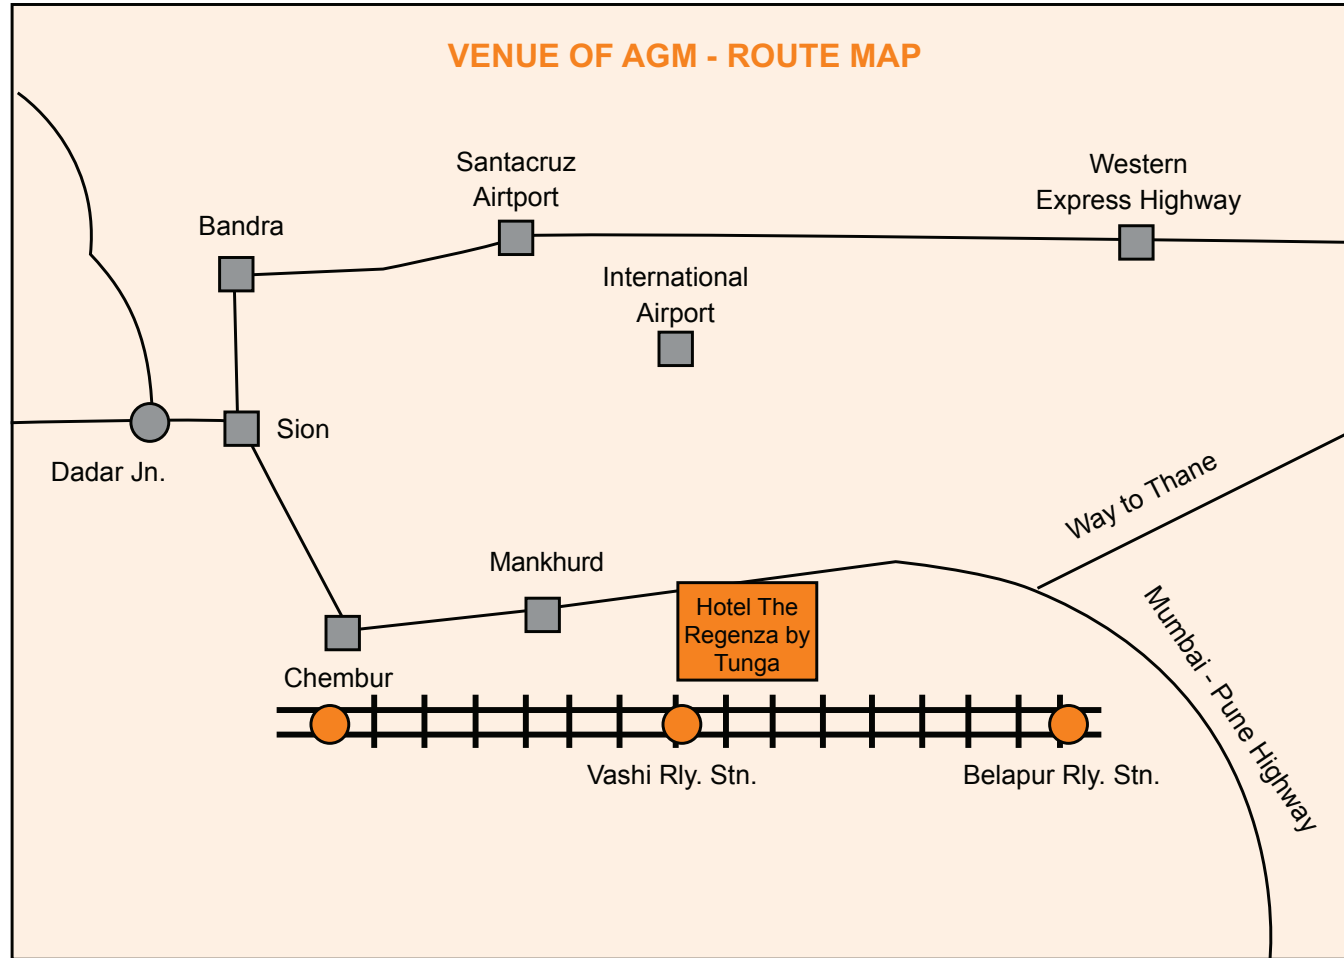 VENUE OF AGM - ROUTE MAP
Santacruz
Airtport
Western
Express Highway
Bandra
International
Airport
Sion
Dadar Jn.
Way to Thane
Mankhurd
Hotel The
Regenza by
Tunga
Mumbai - Pune Highway
Chembur
Vashi Rly. Stn.
Belapur Rly. Stn.